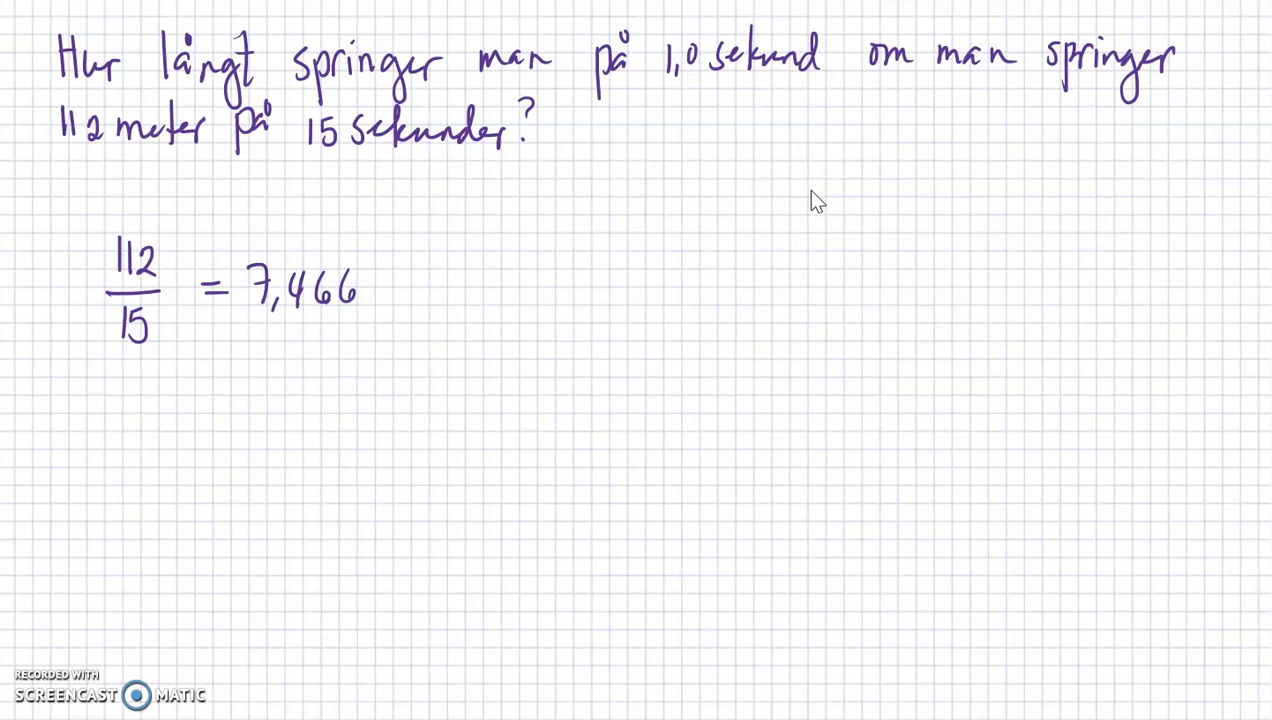 Hur långt springer man på 1,0 sekund om man springer
112 meter på 15 sekunder?
112
15
= 7,466
RECORDED WITH
SCREENCAST MATIC